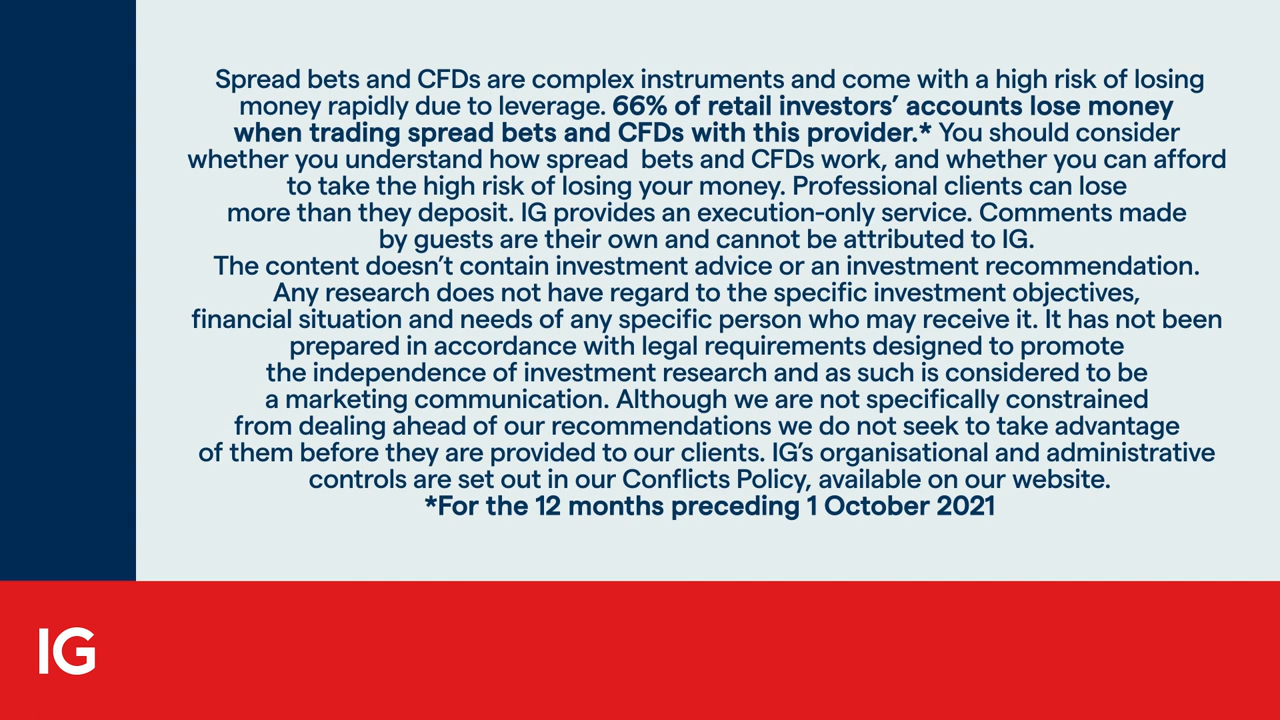 Spread bets and CFDs are complex instruments and come with a high risk of losing
money rapidly due to leverage. 66% of retail investors’ accounts lose money
when trading spread bets and CFDs with this provider.* You should consider
whether you understand how spread  bets and CFDs work, and whether you can afford
to take the high risk of losing your money. Professional clients can lose
more than they deposit. IG provides an execution-only service. Comments made
by guests are their own and cannot be attributed to IG.
The content doesn’t contain investment advice or an investment recommendation.
Any research does not have regard to the specific investment objectives,
financial situation and needs of any specific person who may receive it. It has not been
prepared in accordance with legal requirements designed to promote
the independence of investment research and as such is considered to be
a marketing communication. Although we are not specifically constrained
from dealing ahead of our recommendations we do not seek to take advantage
of them before they are provided to our clients. IG’s organisational and administrative
controls are set out in our Conflicts Policy, available on our website.
*For the 12 months preceding 1 October 2021
IG